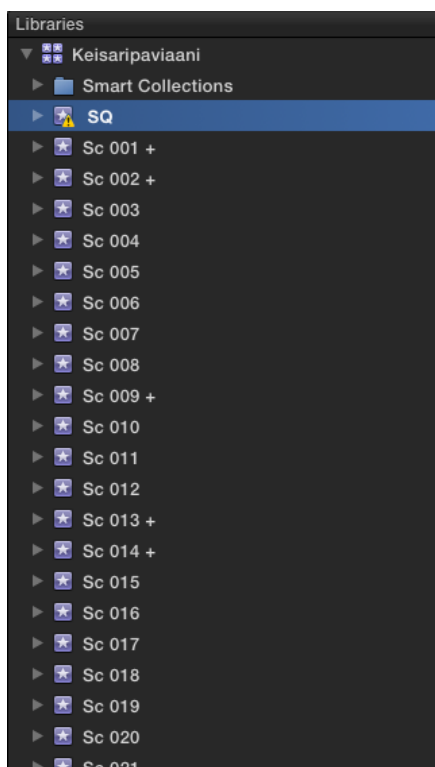 Libraries
Keisaripaviaani
Smart Collections
SQ
Sc 001 +
Sc 002 +
Sc 003
Sc 004
Sc 005
Sc 006
Sc 007
Sc 008
Sc 009 +
Sc 010
Sc 011
Sc 012
Sc 013 +
Sc 014 +
Sc 015
Sc 016
Sc 017
Sc 018
Sc 019
Sc 020